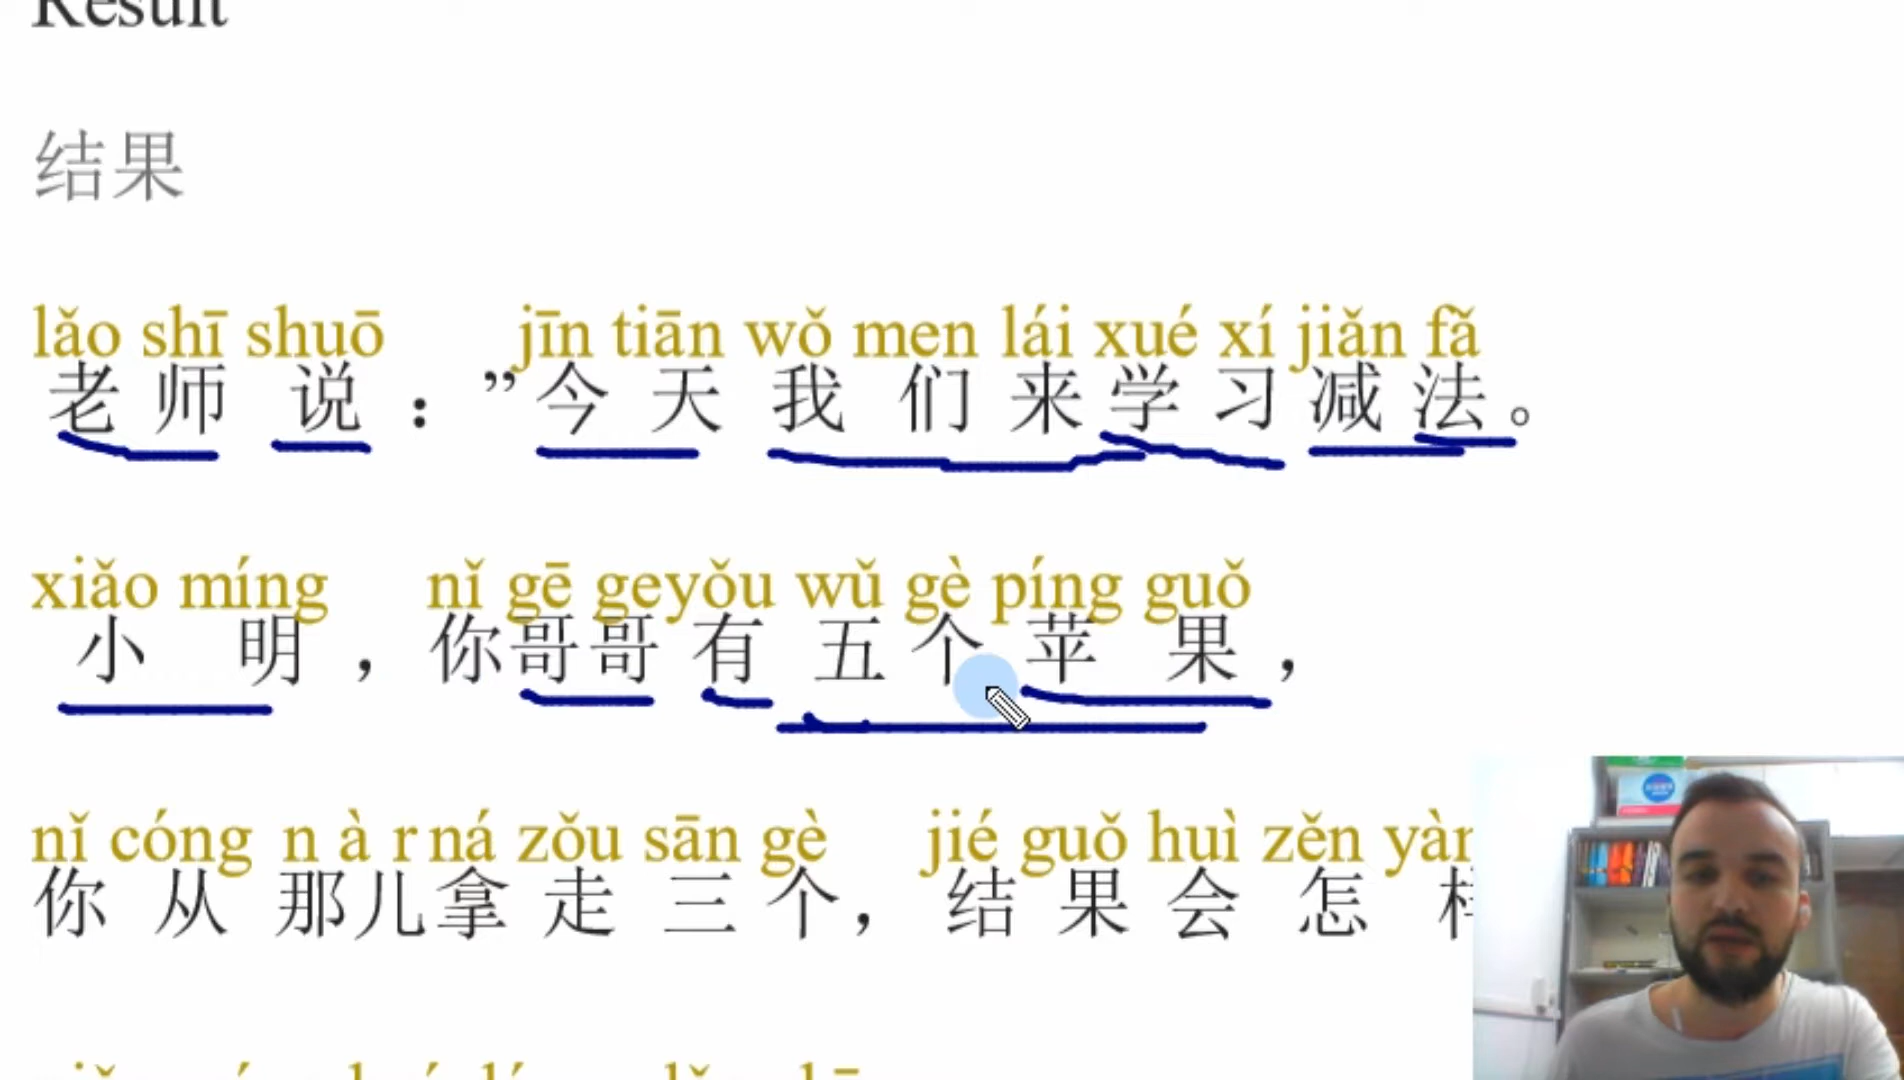 Result
结果
lǎo shī shuō jīn tiān wǒ men lái xué xí jiǎn fǎ
老师说：”今天我们来学习减法。
xiǎo míng nǐ gē geyǒu wǔ gè píng guǒ
小明，你哥哥有五个苹果，
nǐ cóng n à r ná zǒu sān gè jié guǒ huì zěn
你从那儿拿走三个，结果会怎